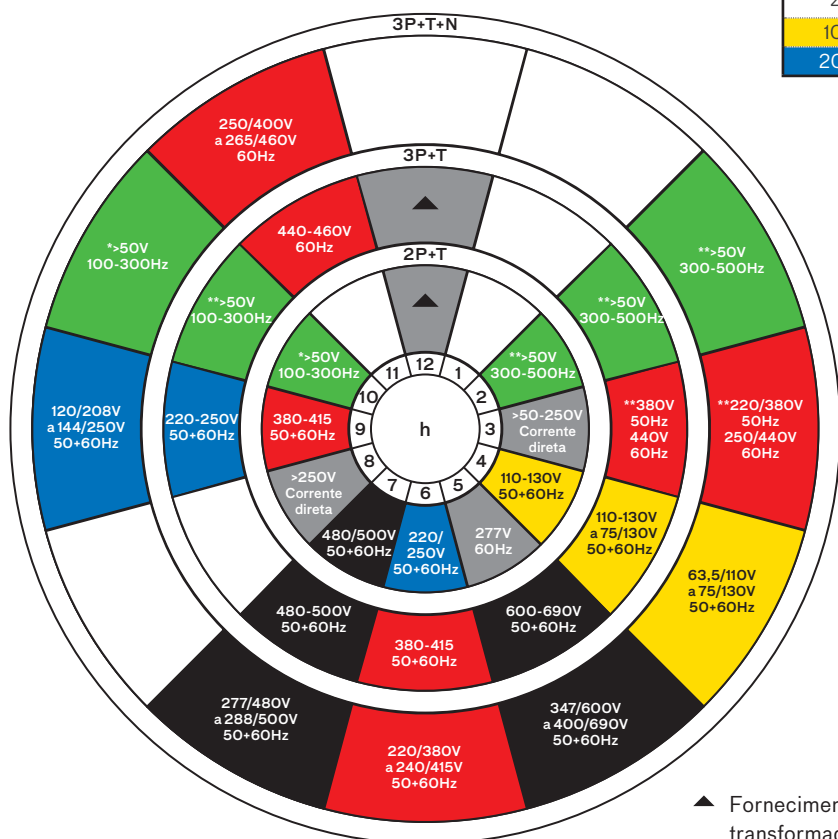 3P+T+N
250/400V
a 265/460V
60Hz
*>50V
100-300Hz
**>50V
300-500Hz
120/208V
a 144/250V
50+60Hz
**220/380V
50Hz
250/440V
60Hz
63,5/110V
a 75/130V
50+60Hz
277/480V
a 288/500V
50+60Hz
220/380V
a 240/415V
50+60Hz
347/600V
a 400/690V
50+60Hz
3P+T
440-460V
60Hz
**>50V
100-300Hz
**>50V
300-500Hz
220-250V
50+60Hz
**380V
50Hz
440V
60Hz
110-130V
a 75/130V
50+60Hz
480-500V
50+60Hz
380-415
50+60Hz
600-690V
50+60Hz
2P+T
*>50V
100-300Hz
**>50V
300-500Hz
380-415
50+60Hz
>50-250V
Corrente
direta
>250V
Corrente
direta
110-130V
50+60Hz
480/500V
50+60Hz
220/
250V
50+60Hz
277V
60Hz
12
1
2
3
4
5
6
7
8
9
10
11
h
10
20
▲ Fornecimen
transformad